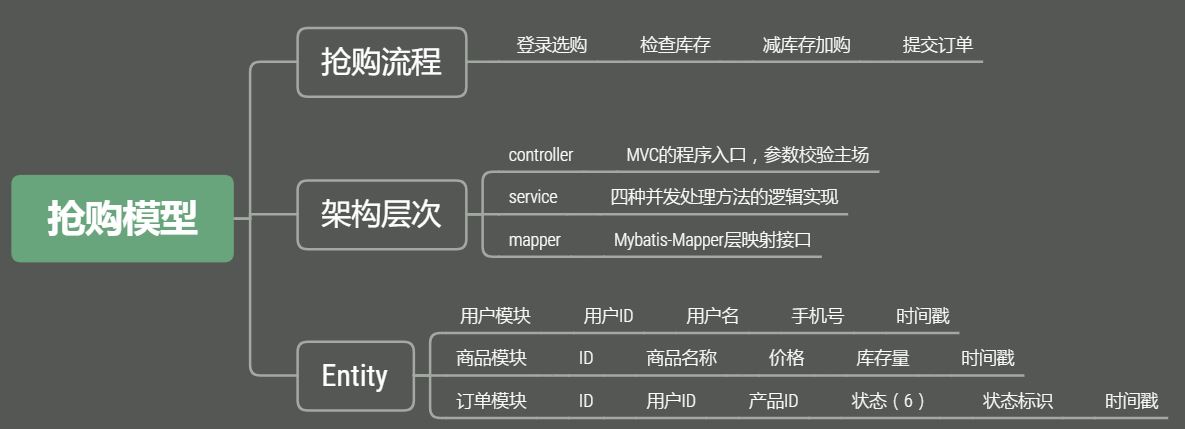 抢购模型
抢购流程
登录选购 检查库存 减库存加购 提交订单
架构层次
controller MVC的程序入口，参数校验主场
service 四种并发处理方法的逻辑实现
mapper Mybatis-Mapper层映射接口
Entity
用户模块 用户ID 用户名 手机号 时间戳
商品模块 ID 商品名称 价格 库存量 时间戳
订单模块 ID 用户ID 产品ID 状态（6） 状态标识 时间戳